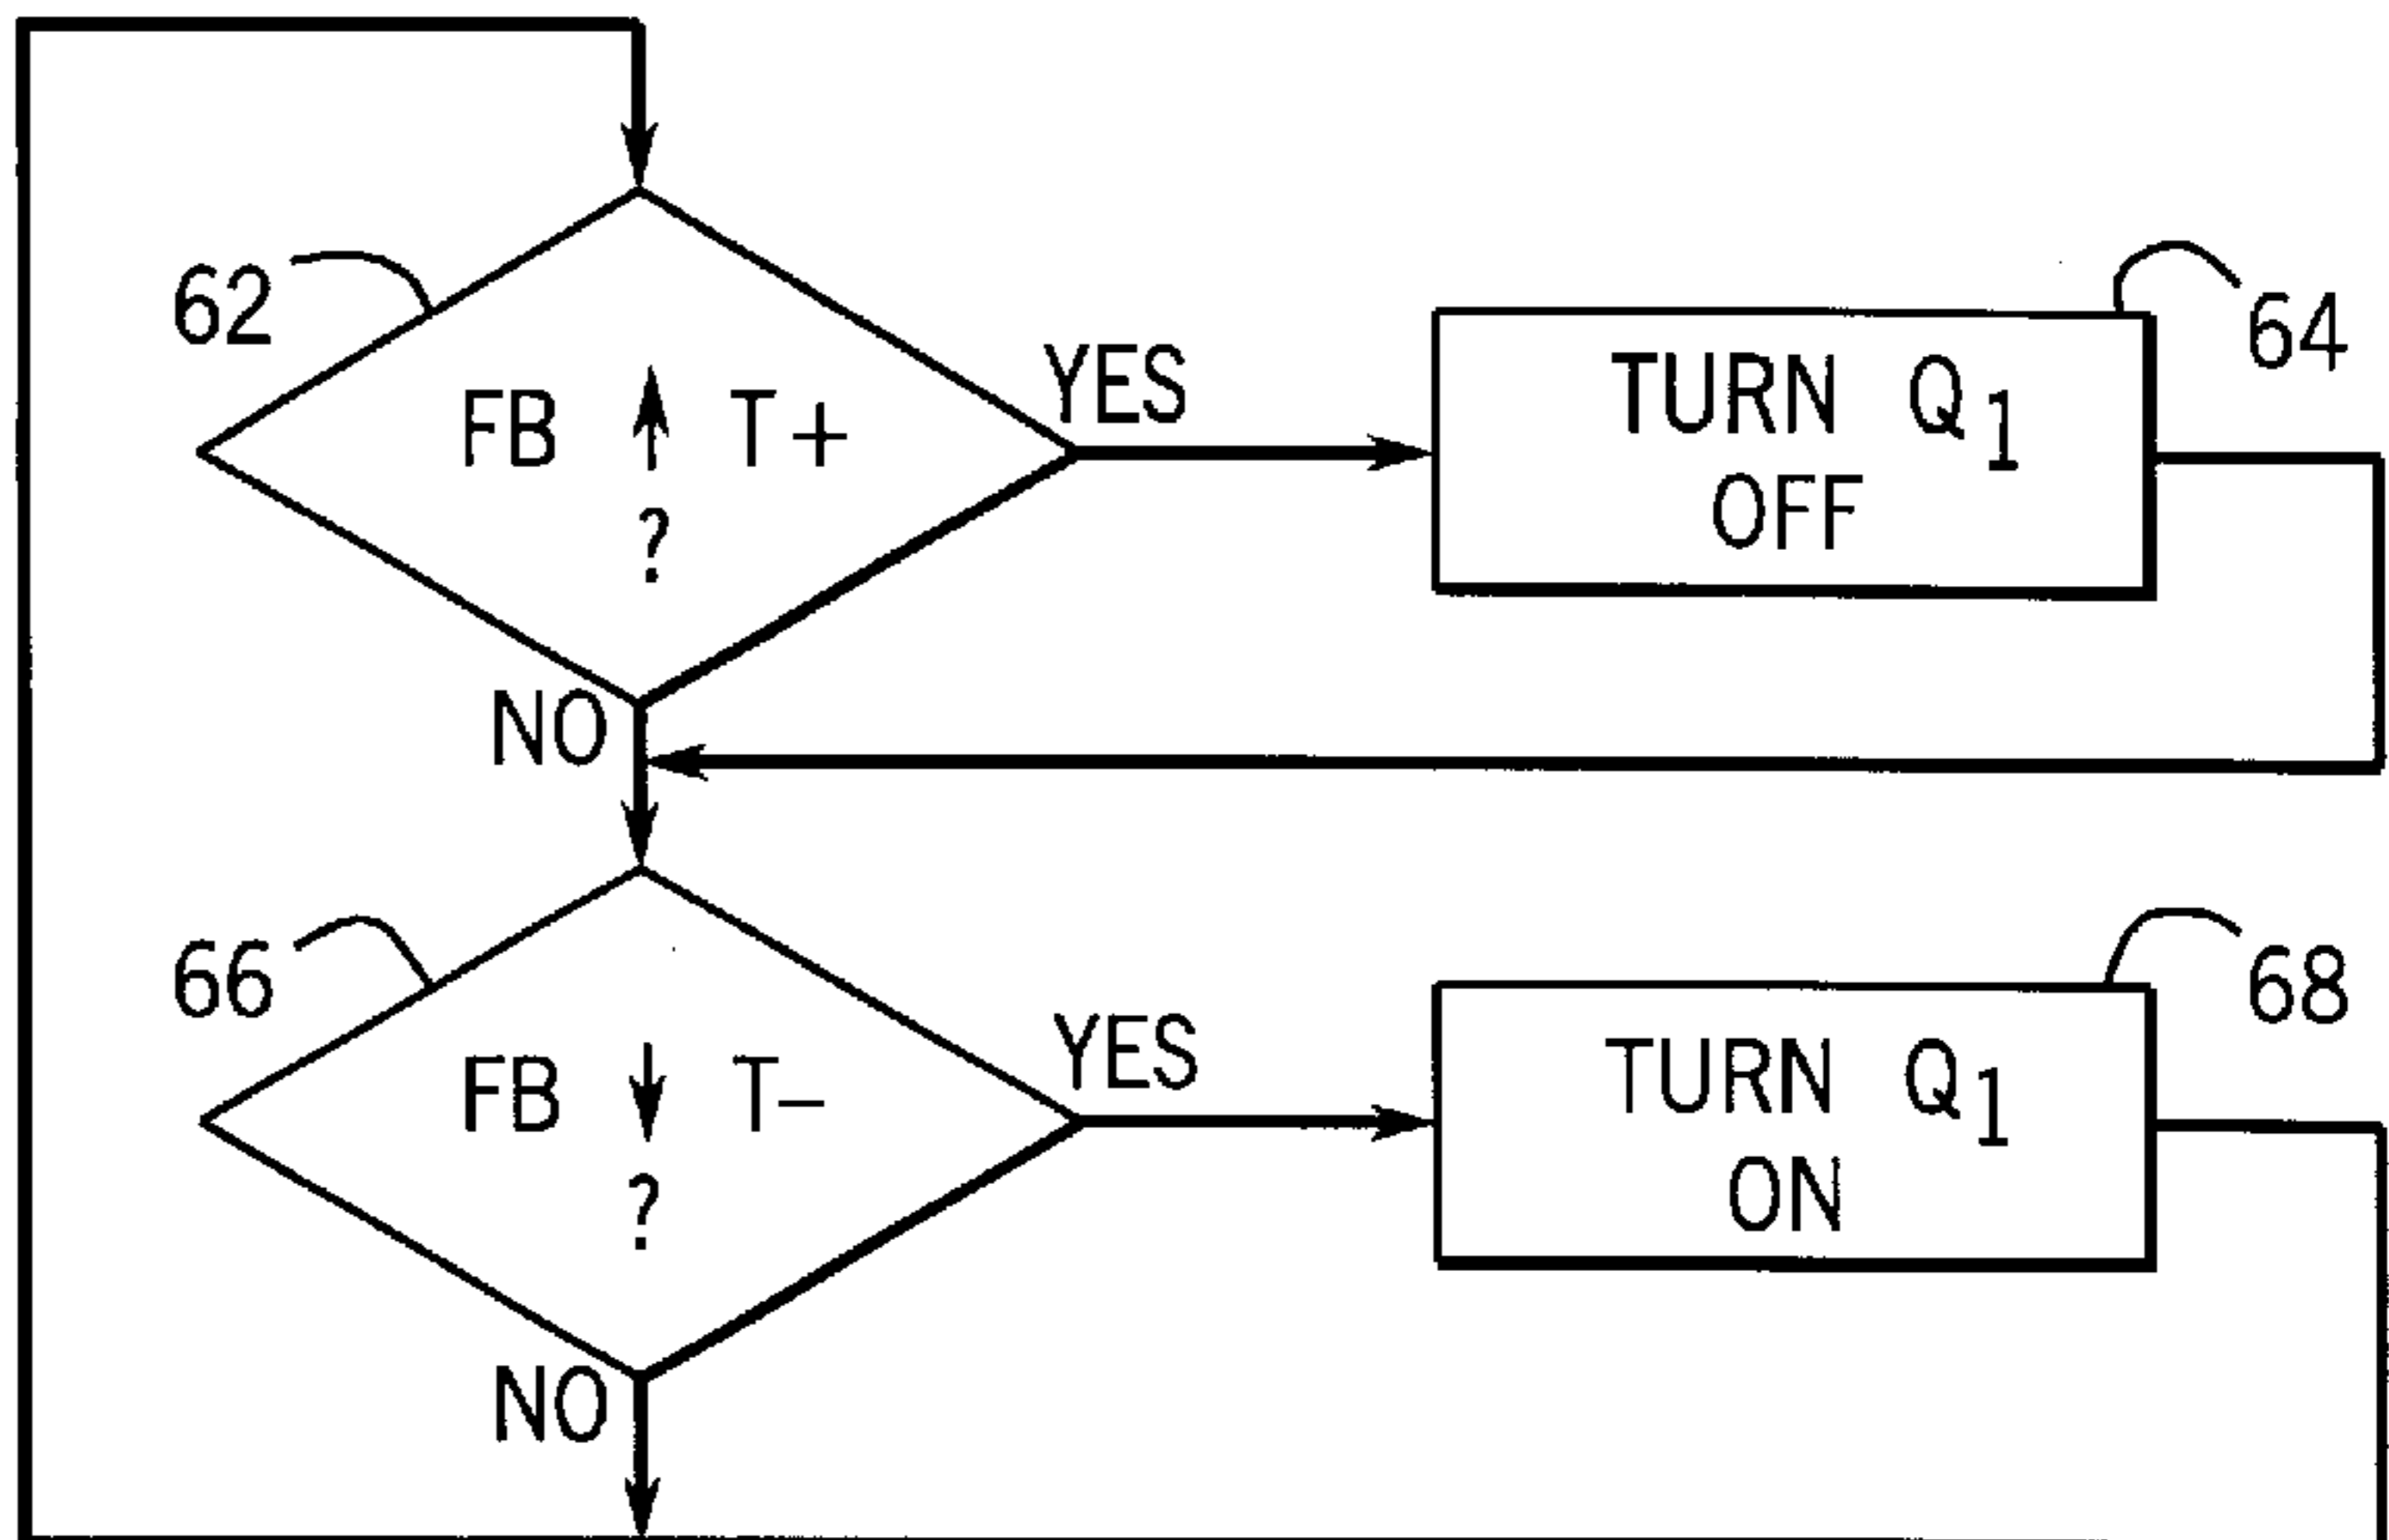 62
FB ↑ T+
?
YES
TURN Q1
OFF
64
NO
66
FB ↓ T-
?
YES
TURN Q1
ON
68
NO